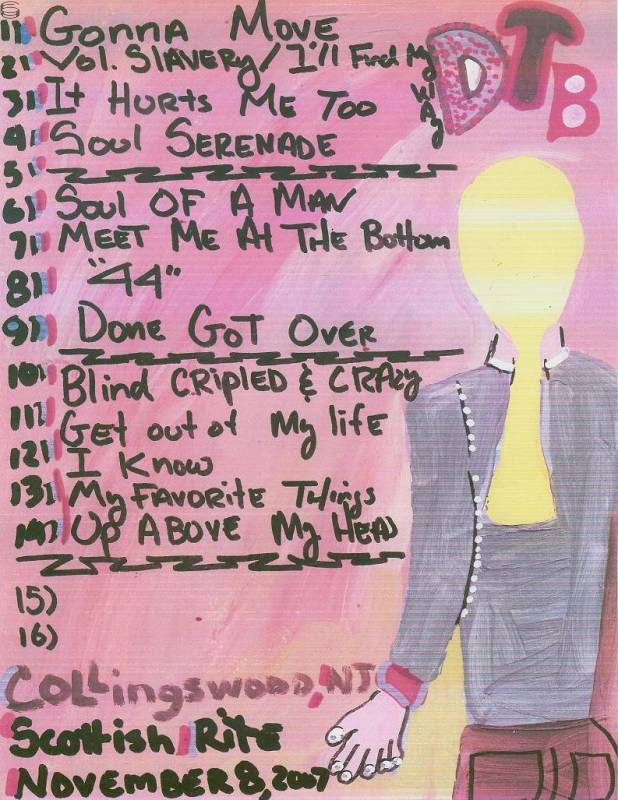 DTB
1) Gonna Move
2) Vol. Slavery/I'll Find My Way
3) It Hurts Me Too
4) Soul Serenade
5)
6) Soul Of A Man
7) Meet Me At The Bottom
8) "44"
9) Done Got Over
10) Blind Cripled & Crazy
11) Get out of My life
12) I Know
13) My Favorite Things
14) Up Above My Head
15)
16)
Collingswood, NJ
Scottish Rite
November 8, 2007